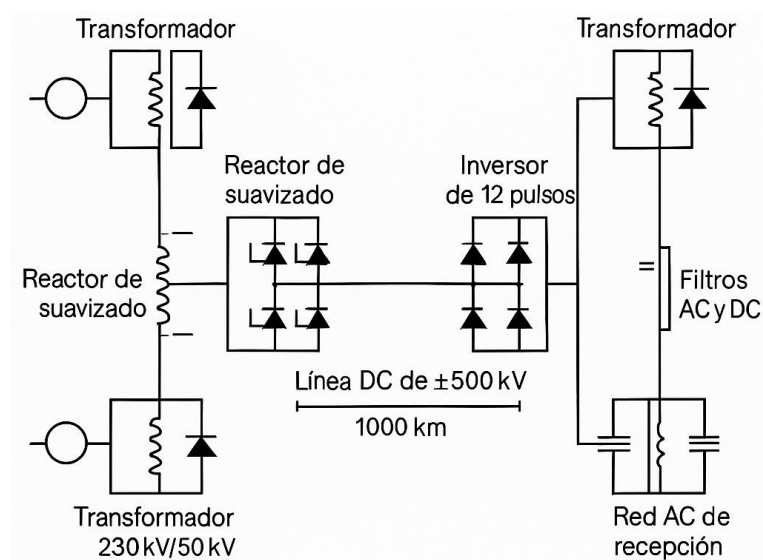 Transformador
Transformador
Reactor de
suavizado
Inversor
de 12 pulsos
Reactor de
suavizado
Filtros
AC y DC
Línea DC de ±500 kV
1000 km
Transformador
230 kV/50 kV
Red AC de
recepción